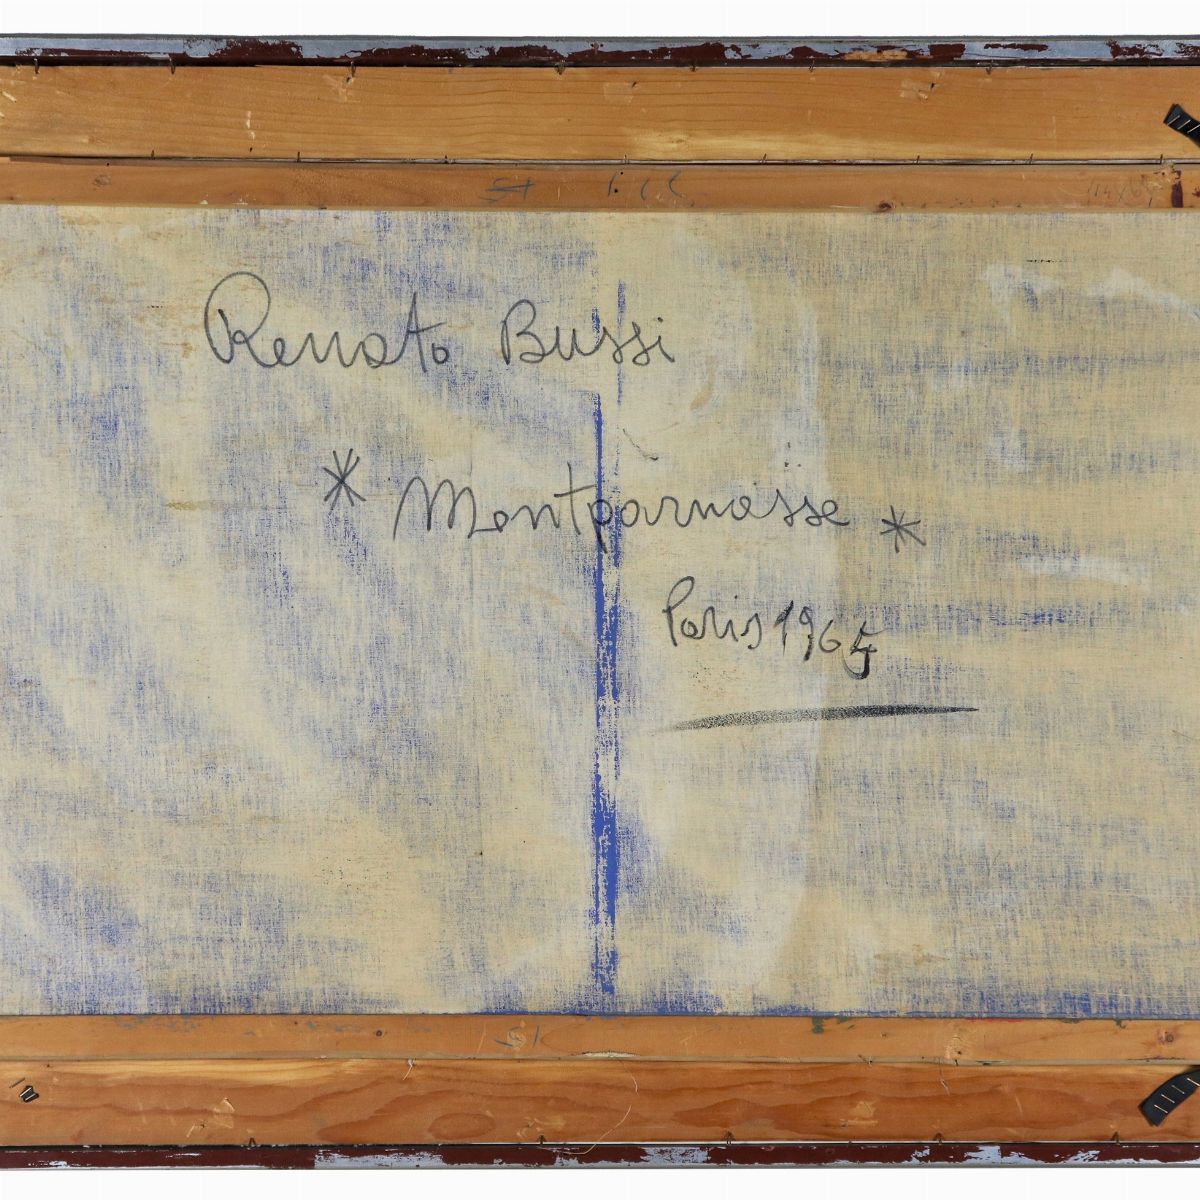 Renato Bussi
* Montparnasse *
Paris 1965